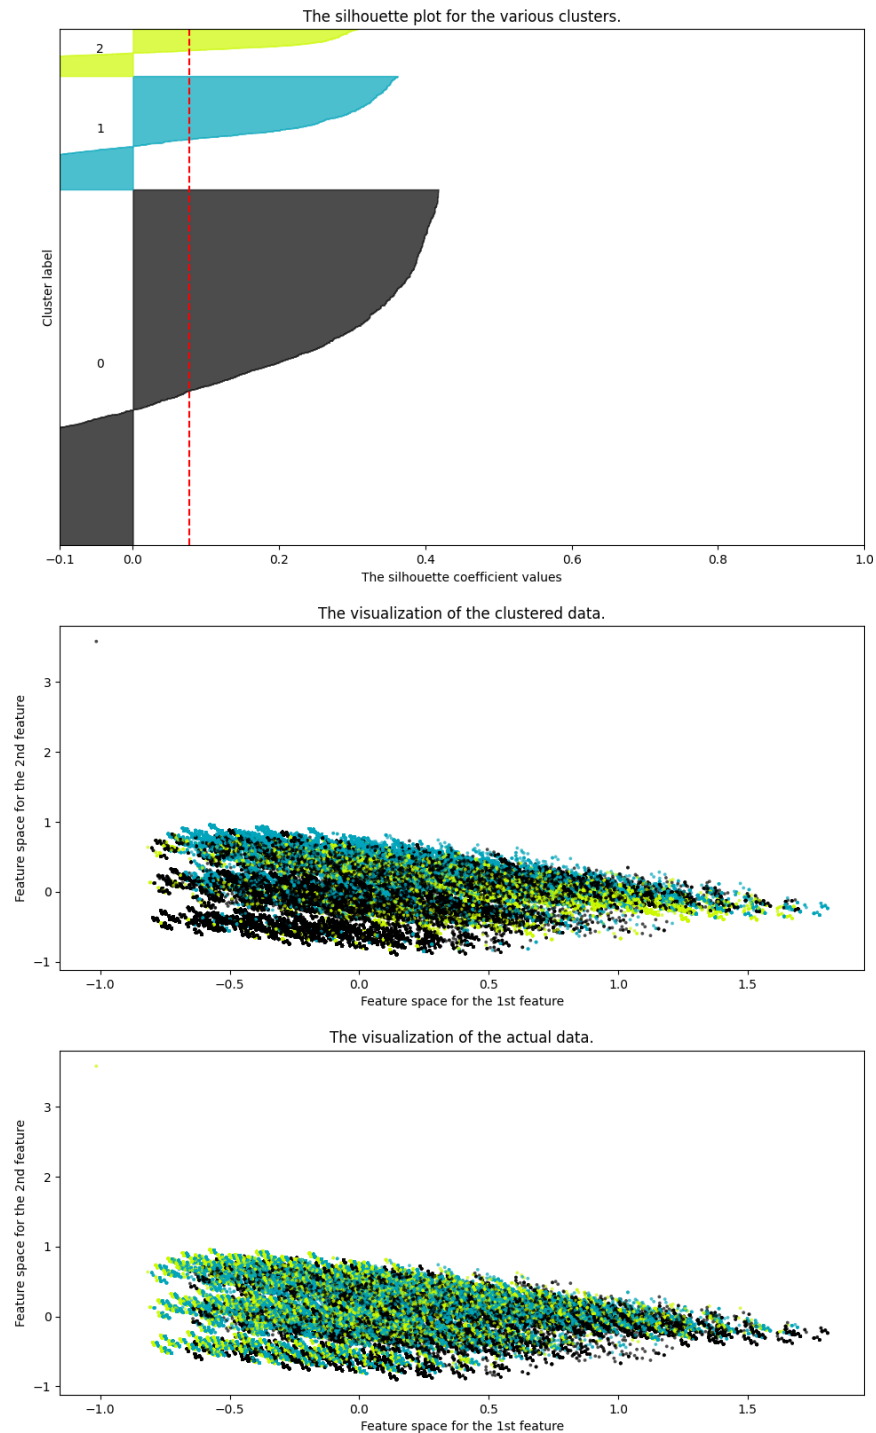 The silhouette plot for the various clusters.
2
1
0
Cluster label
−0.1 0.0 0.2 0.4 0.6 0.8 1.0
The silhouette coefficient values
The visualization of the clustered data.
3
2
1
0
−1
Feature space for the 2nd feature
−1.0 −0.5 0.0 0.5 1.0 1.5
Feature space for the 1st feature
The visualization of the actual data.
3
2
1
0
−1
Feature space for the 2nd feature
−1.0 −0.5 0.0 0.5 1.0 1.5
Feature space for the 1st feature